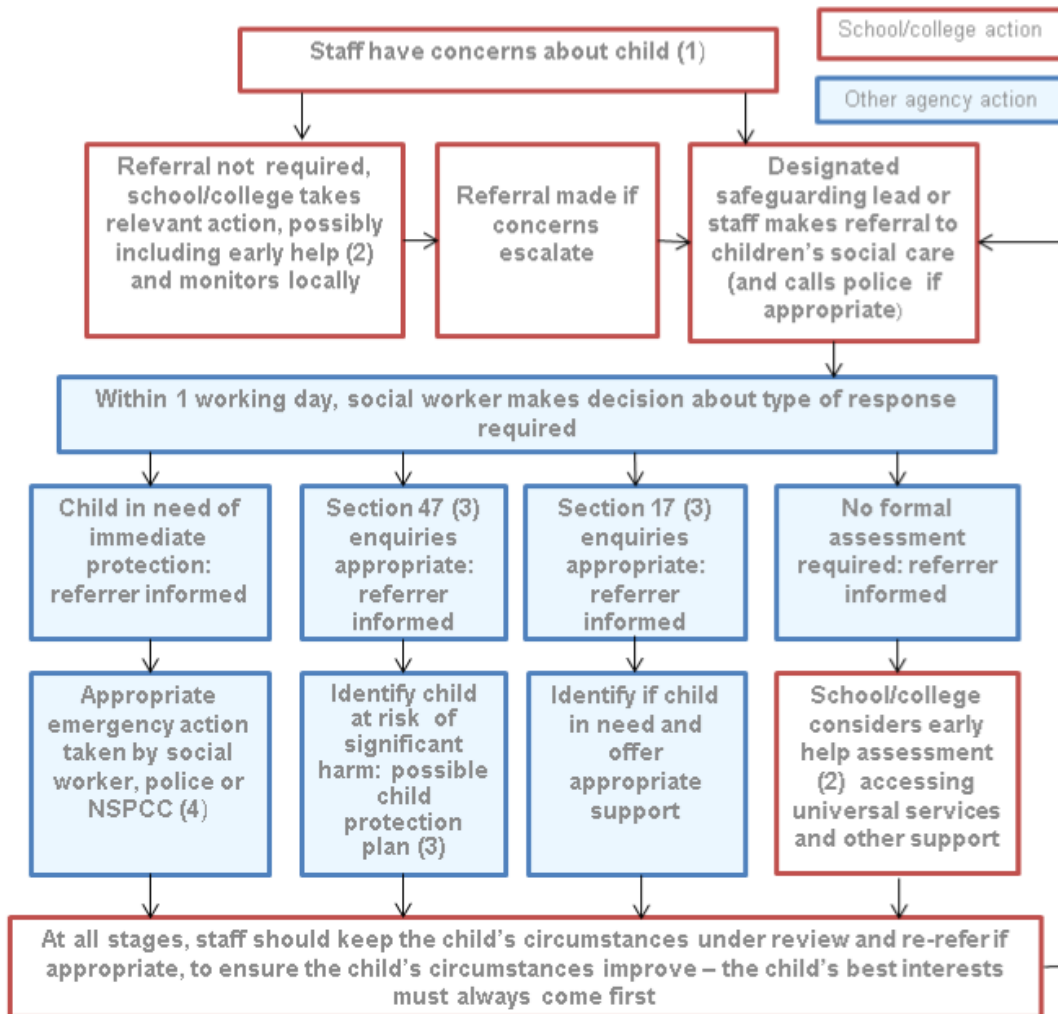 School/college action
Staff have concerns about child (1)
Other agency action
Referral not required,
school/college takes
relevant action, possibly
including early help (2)
and monitors locally
Referral made if
concerns
escalate
Designated
safeguarding lead or
staff makes referral to
children’s social care
(and calls police if
appropriate)
Within 1 working day, social worker makes decision about type of response
required
Child in need of
immediate
protection:
referrer informed
Section 47 (3)
enquiries
appropriate:
referrer
informed
Section 17 (3)
enquiries
appropriate:
referrer
informed
No formal
assessment
required: referrer
informed
Appropriate
emergency action
taken by social
worker, police or
NSPCC (4)
Identify child
at risk of
significant
harm: possible
child
protection
plan (3)
Identify if child
in need and
offer
appropriate
support
School/college
considers early
help assessment
(2) accessing
universal services
and other support
At all stages, staff should keep the child’s circumstances under review and re-refer if
appropriate, to ensure the child’s circumstances improve – the child’s best interests
must always come first